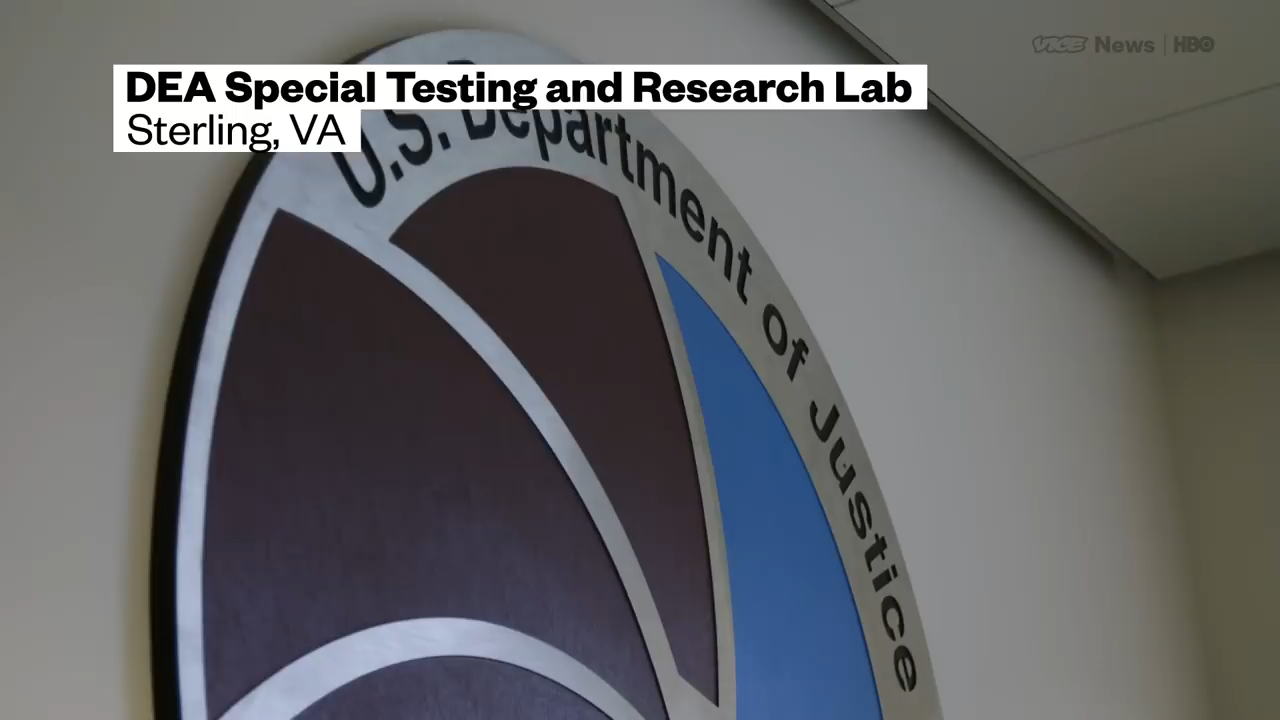 VICE News | HBO
DEA Special Testing and Research Lab
Sterling, VA
U.S. Department of Justice